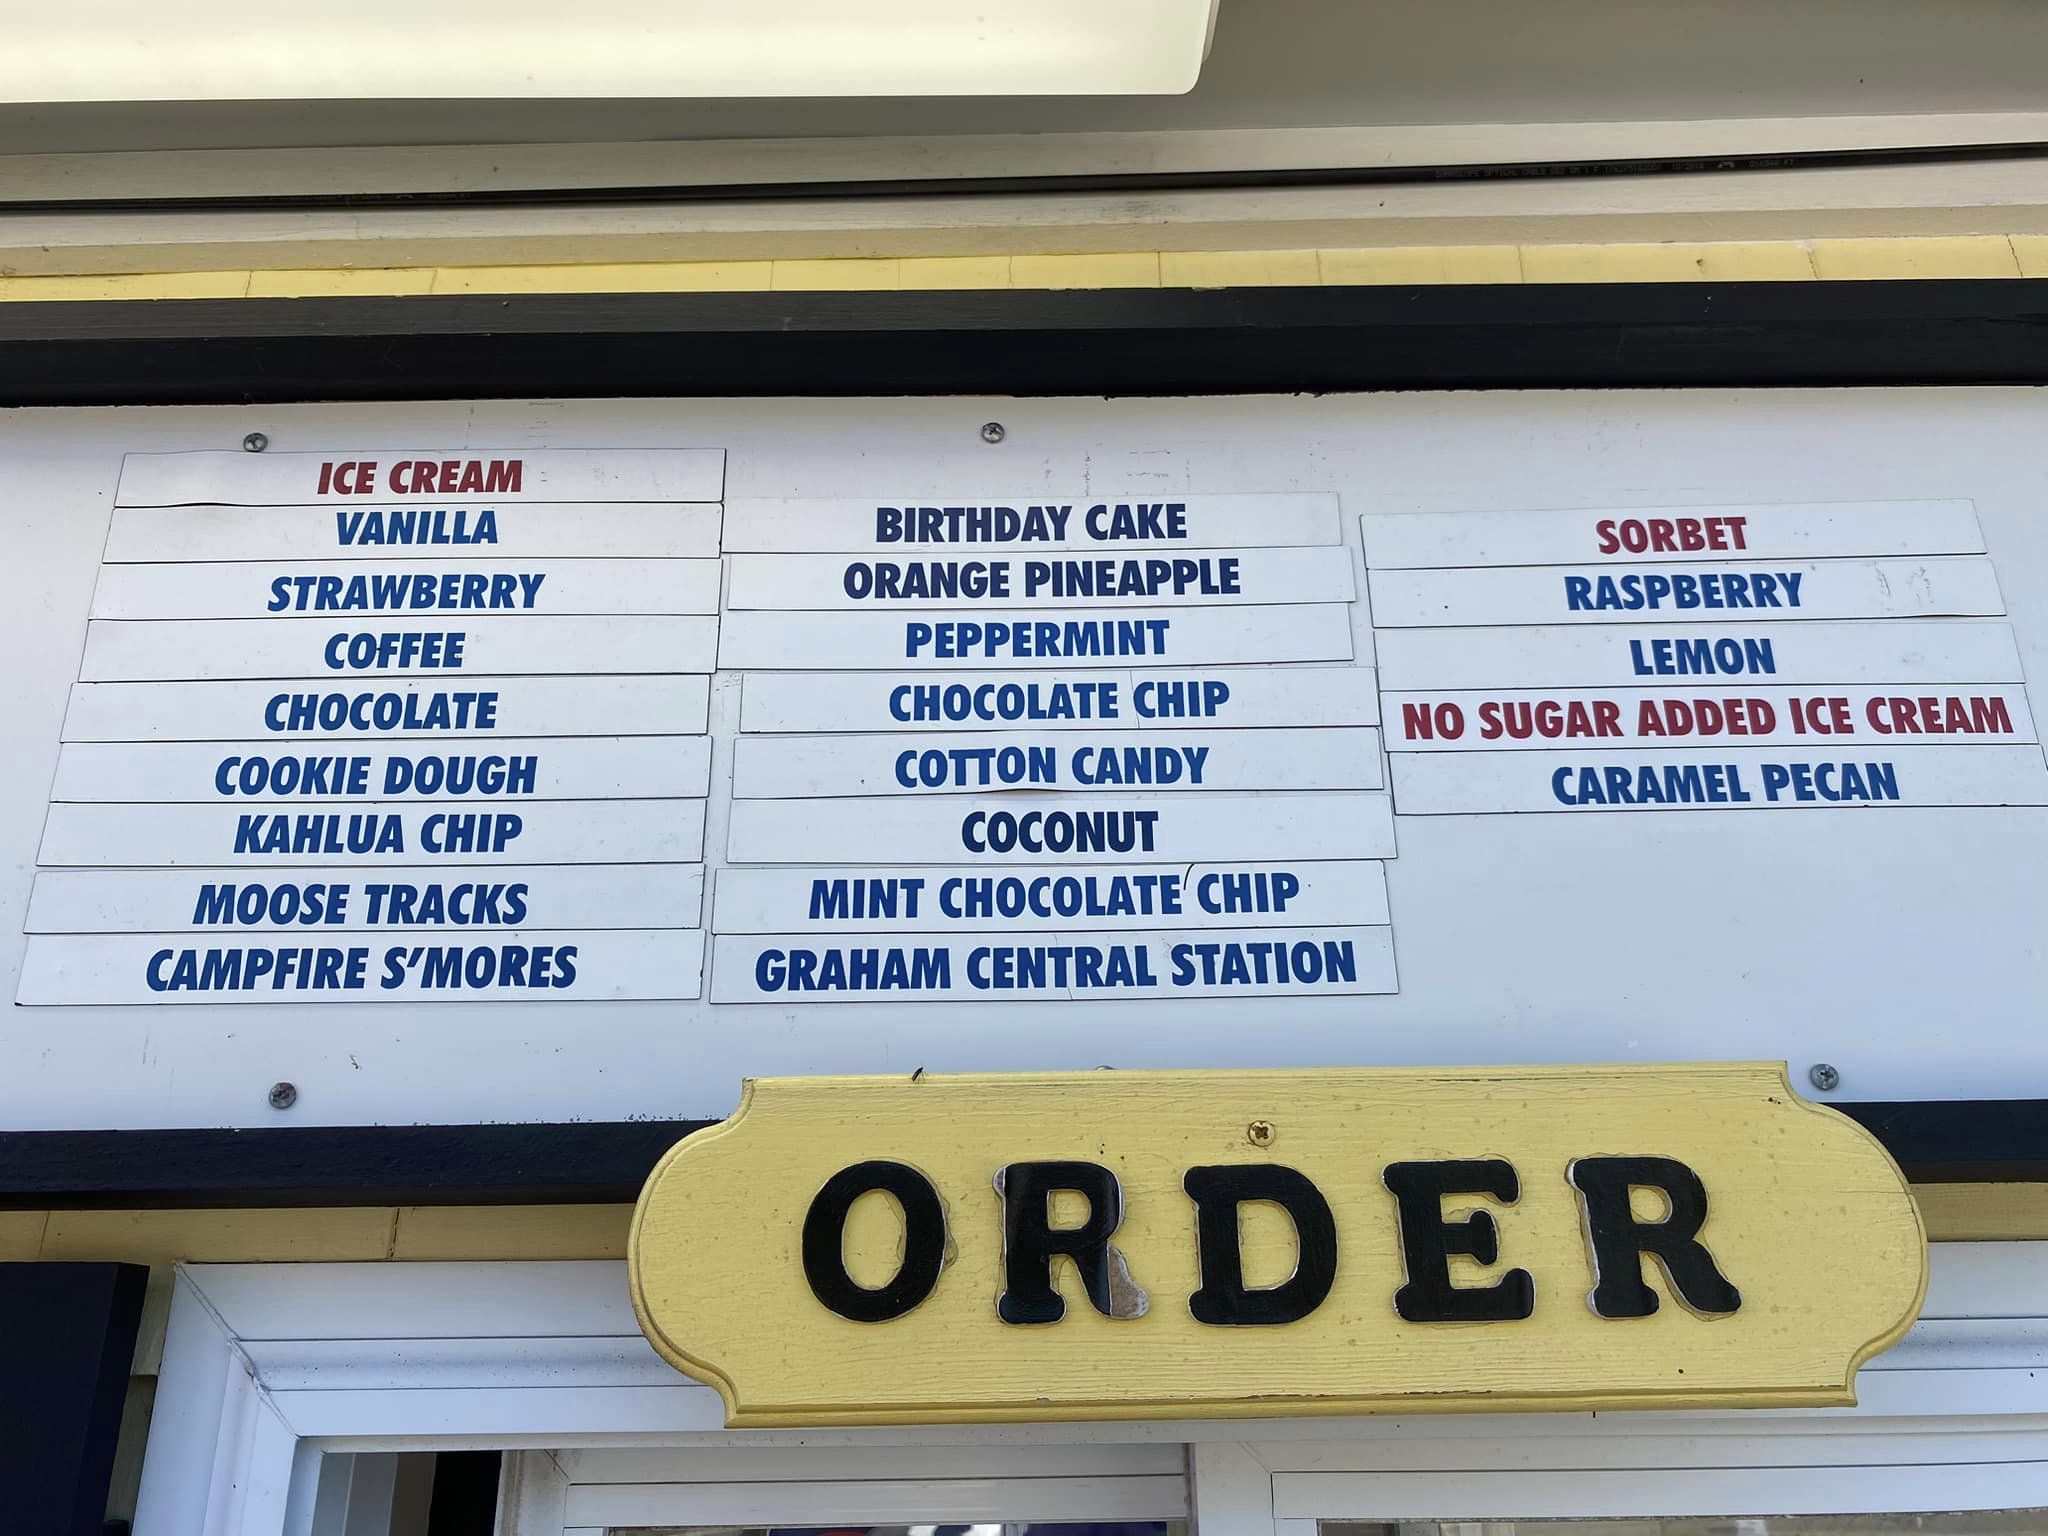 ICE CREAM
VANILLA
STRAWBERRY
COFFEE
CHOCOLATE
COOKIE DOUGH
KAHLUA CHIP
MOOSE TRACKS
CAMPFIRE S'MORES
BIRTHDAY CAKE
ORANGE PINEAPPLE
PEPPERMINT
CHOCOLATE CHIP
COTTON CANDY
COCONUT
MINT CHOCOLATE CHIP
GRAHAM CENTRAL STATION
SORBET
RASPBERRY
LEMON
NO SUGAR ADDED ICE CREAM
CARAMEL PECAN
ORDER